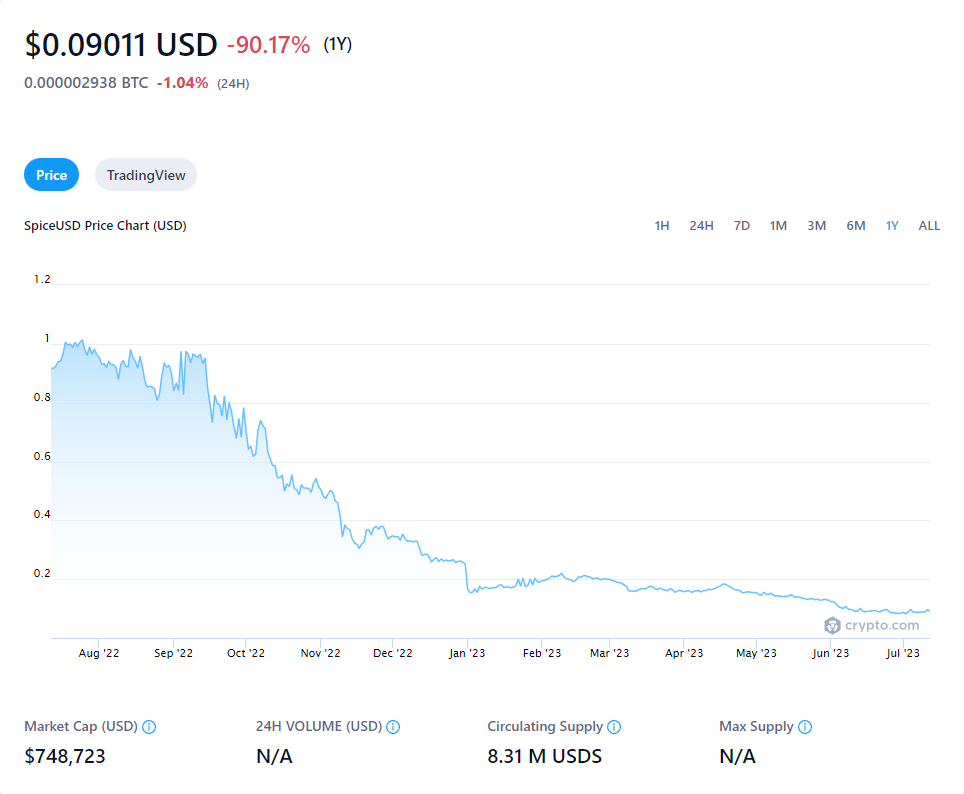 $0.09011 USD -90.17% (1Y)
0.000002938 BTC -1.04% (24H)
Price TradingView
SpiceUSD Price Chart (USD) 1H 24H 7D 1M 3M 6M 1Y ALL
1.2
1
0.8
0.6
0.4
0.2
crypto.com
Aug '22 Sep '22 Oct '22 Nov '22 Dec '22 Jan '23 Feb '23 Mar '23 Apr '23 May '23 Jun '23 Jul '23
Market Cap (USD) 24H VOLUME (USD) Circulating Supply Max Supply
$748,723 N/A 8.31 M USDS N/A